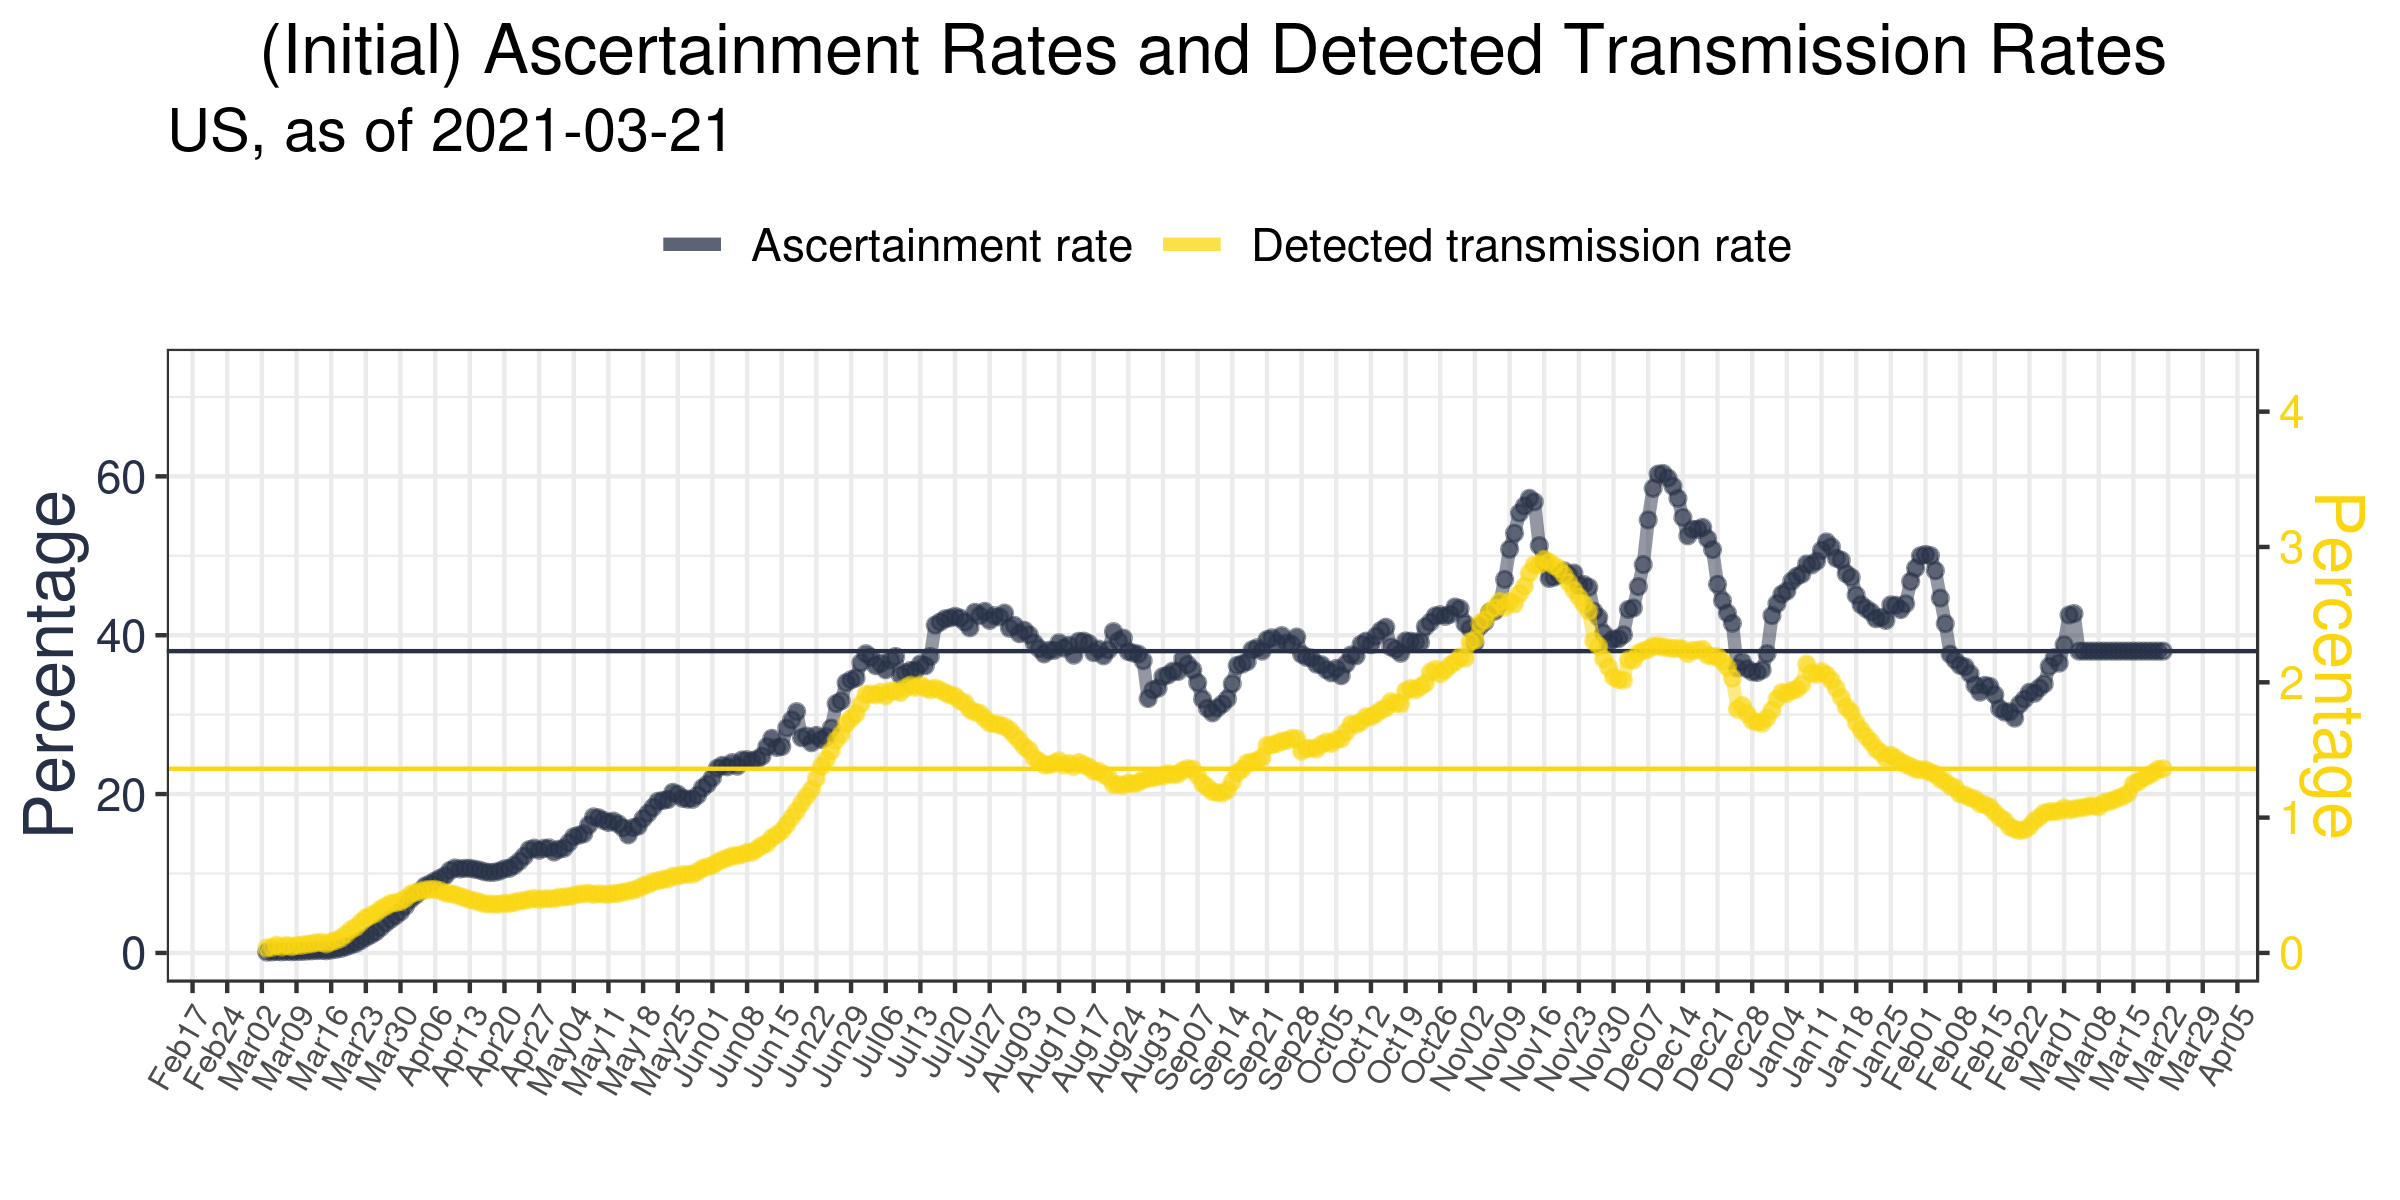 (Initial) Ascertainment Rates and Detected Transmission Rates
US, as of 2021-03-21
Ascertainment rate Detected transmission rate
Percentage
60
40
20
0
4
3
2
1
0
Percentage
Feb17 Feb24 Mar02 Mar09 Mar16 Mar23 Mar30 Apr06 Apr13 Apr20 Apr27 May04 May11 May18 May25 Jun01 Jun08 Jun15 Jun22 Jun29 Jul06 Jul13 Jul20 Jul27 Aug03 Aug10 Aug17 Aug24 Aug31 Sep07 Sep14 Sep21 Sep28 Oct05 Oct12 Oct19 Oct26 Nov02 Nov09 Nov16 Nov23 Nov30 Dec07 Dec14 Dec21 Dec28 Jan04 Jan11 Jan18 Jan25 Feb01 Feb08 Feb15 Feb22 Mar01 Mar08 Mar15 Mar22 Mar29 Apr05